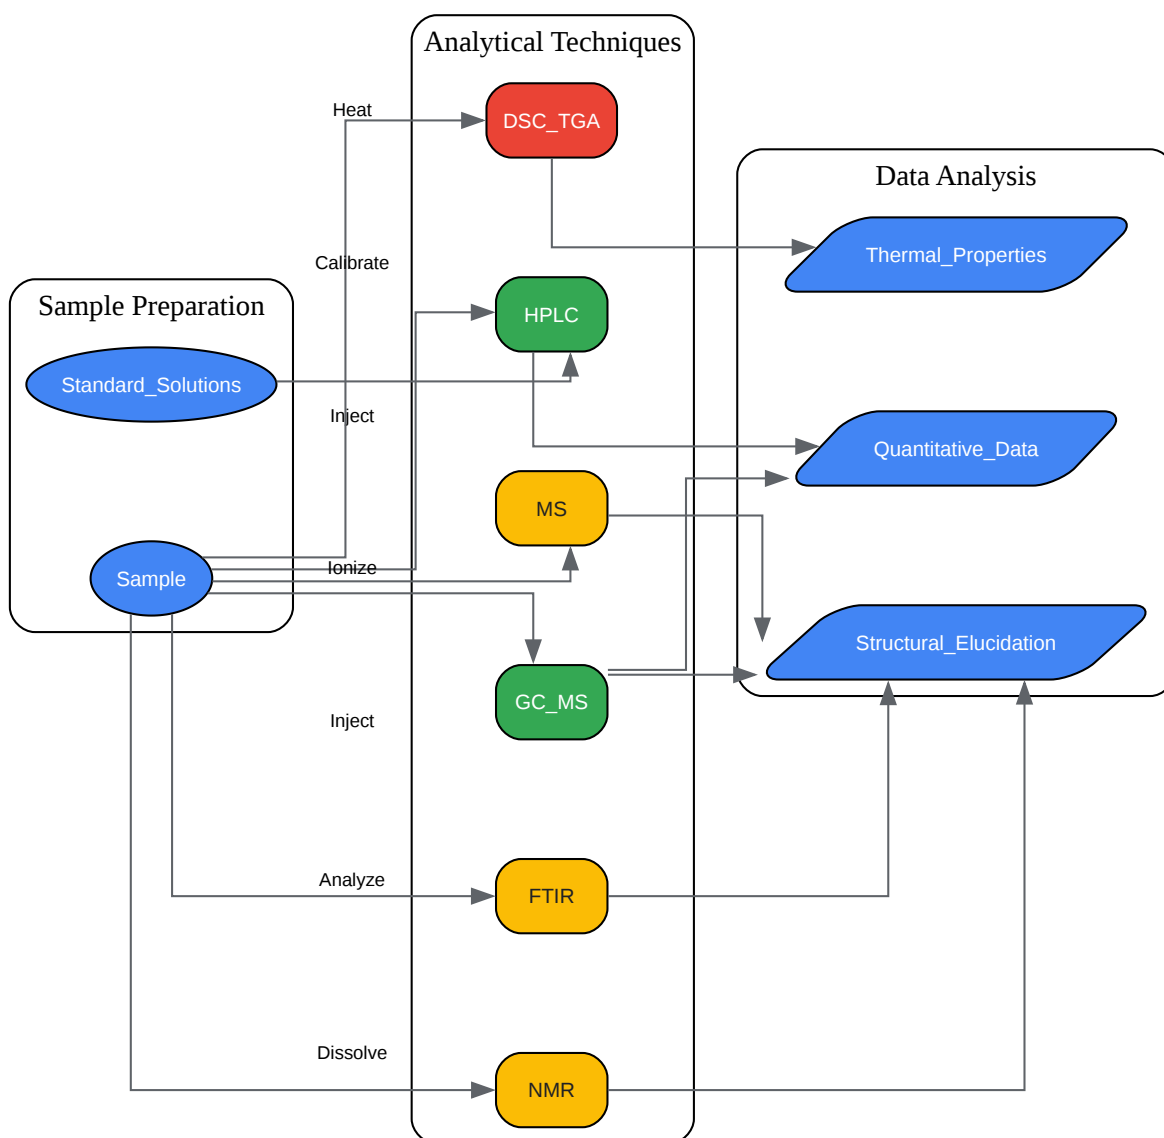 Analytical Techniques
Heat
DSC_TGA
Data Analysis
Thermal_Properties
Calibrate
Sample Preparation
HPLC
Standard_Solutions
Inject
Quantitative_Data
MS
Ionize
Sample
Structural_Elucidation
GC_MS
Inject
Analyze
FTIR
Dissolve
NMR